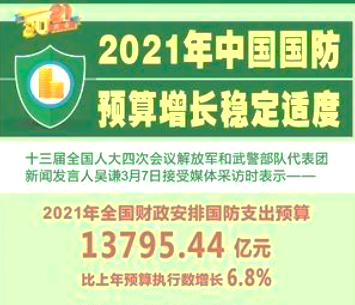 2021
2021年中国国防
预算增长稳定适度
十三届全国人大四次会议解放军和武警部队代表团
新闻发言人吴谦3月7日接受媒体采访时表示——
2021年全国财政安排国防支出预算
13795.44 亿元
比上年预算执行数增长 6.8%